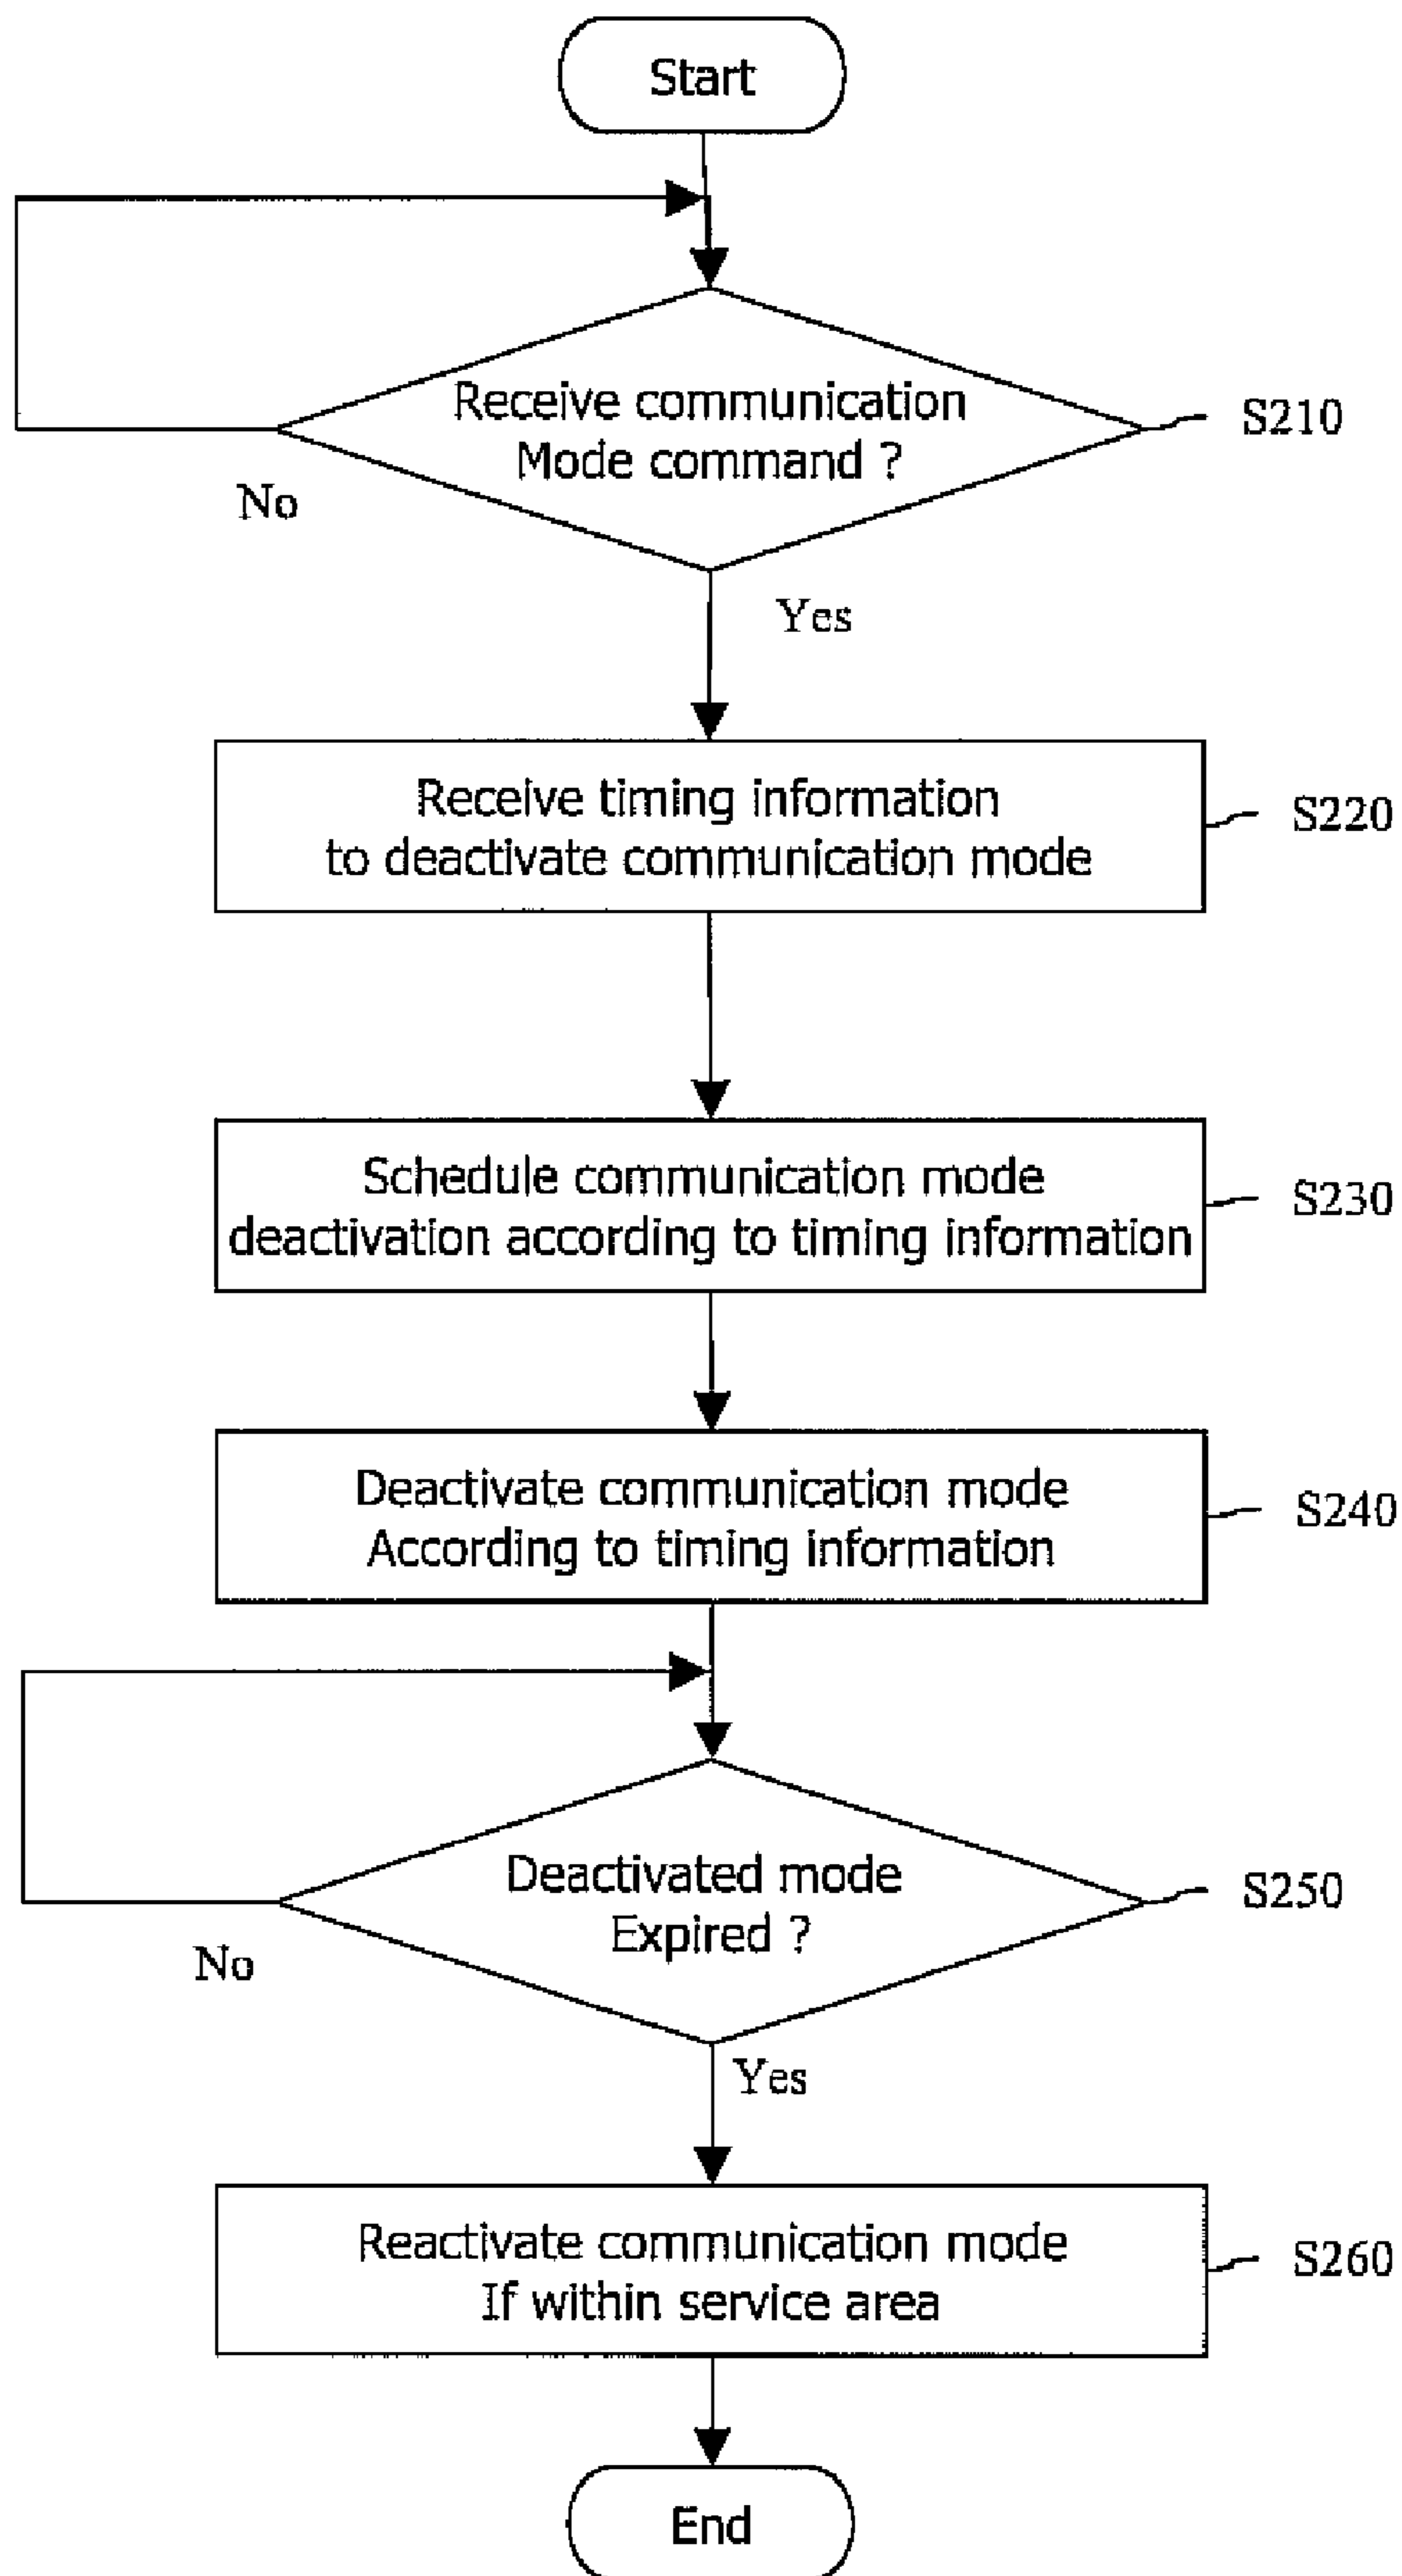 Start
Receive communication
Mode command ?
S210
No
Yes
Receive timing information
to deactivate communication mode
S220
Schedule communication mode
deactivation according to timing information
S230
Deactivate communication mode
According to timing information
S240
Deactivated mode
Expired ?
S250
No
Yes
Reactivate communication mode
If within service area
S260
End